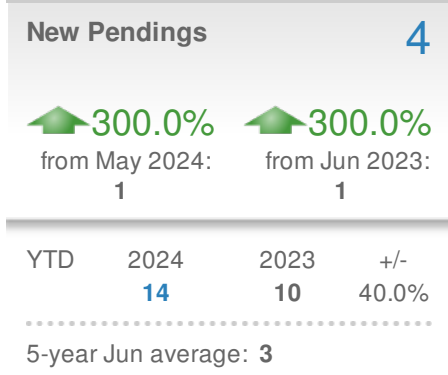 New Pendings 4
300.0% 300.0%
from May 2024: from Jun 2023:
1 1
YTD 2024 2023 +/-
14 10 40.0%
5-year Jun average: 3